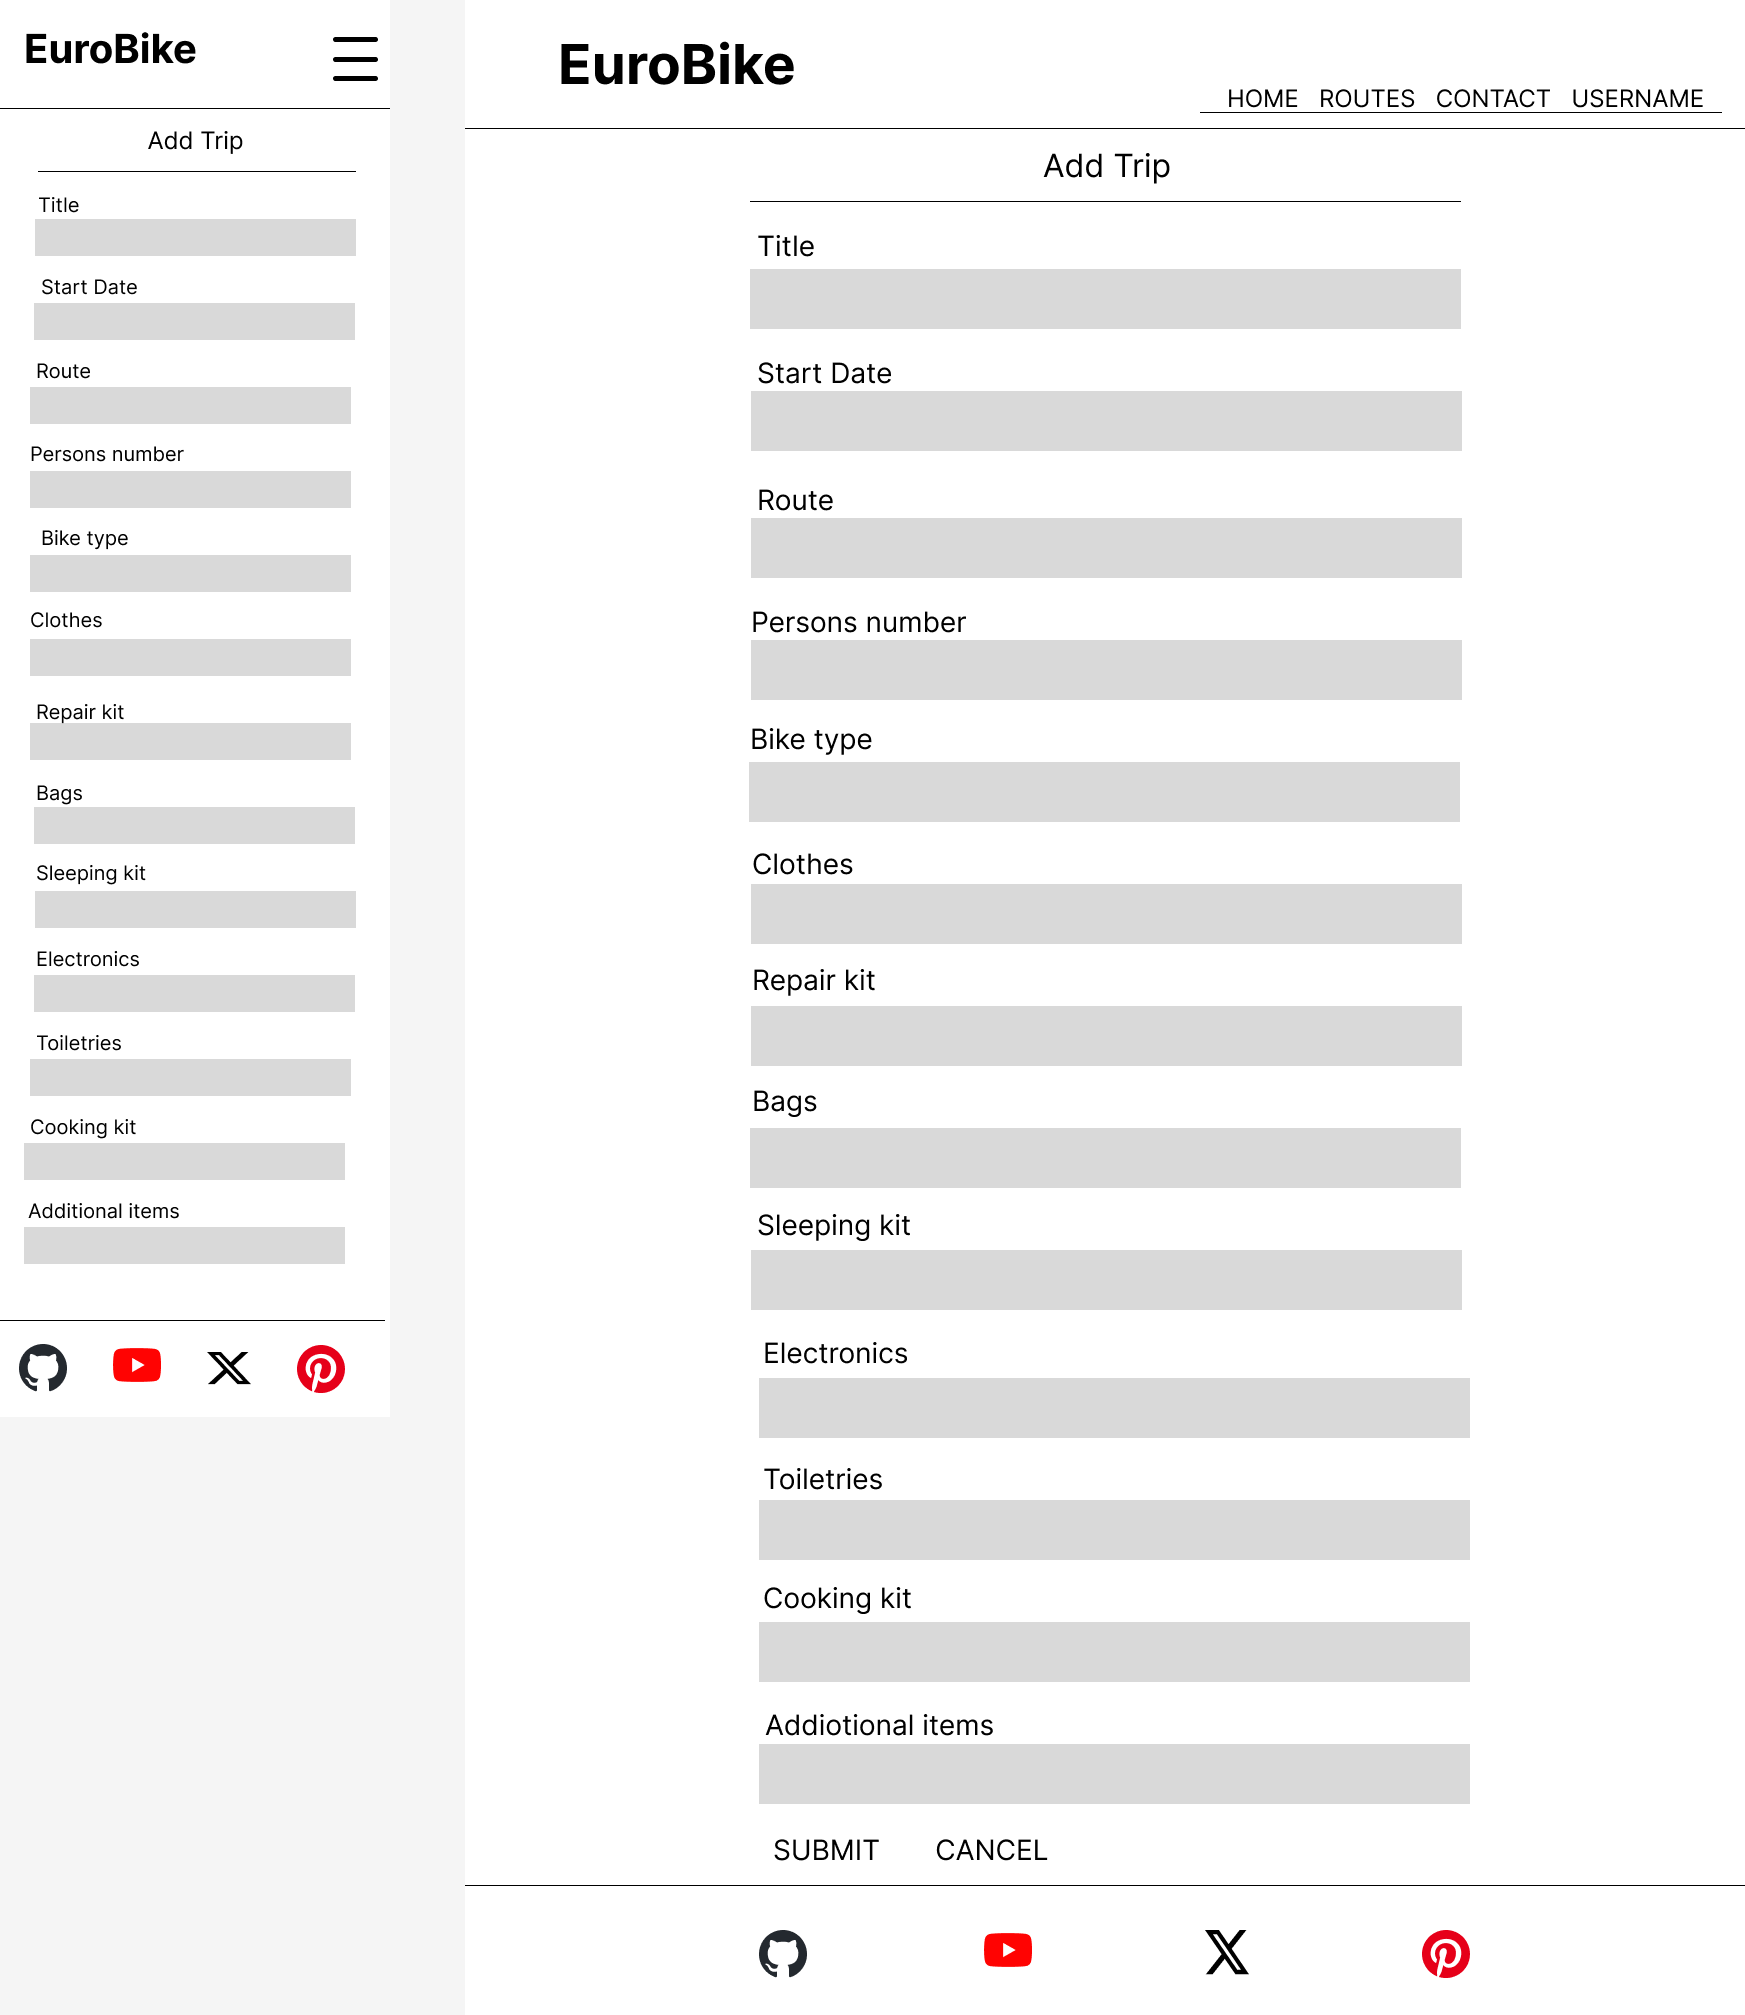 EuroBike
Add Trip
Title
Start Date
Route
Persons number
Bike type
Clothes
Repair kit
Bags
Sleeping kit
Electronics
Toiletries
Cooking kit
Additional items
EuroBike
HOME ROUTES CONTACT USERNAME
Add Trip
Title
Start Date
Route
Persons number
Bike type
Clothes
Repair kit
Bags
Sleeping kit
Electronics
Toiletries
Cooking kit
Addiotional items
SUBMIT CANCEL